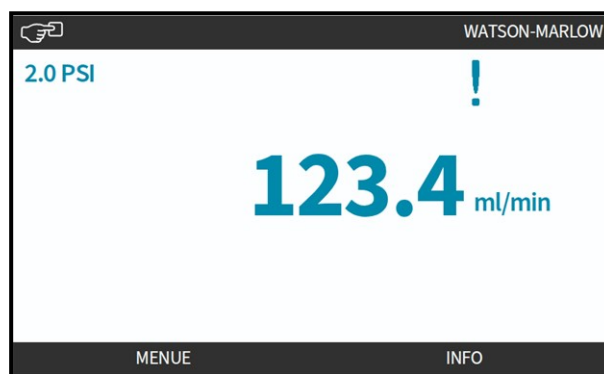 WATSON-MARLOW
2.0 PSI
!
123.4 ml/min
MENUE INFO